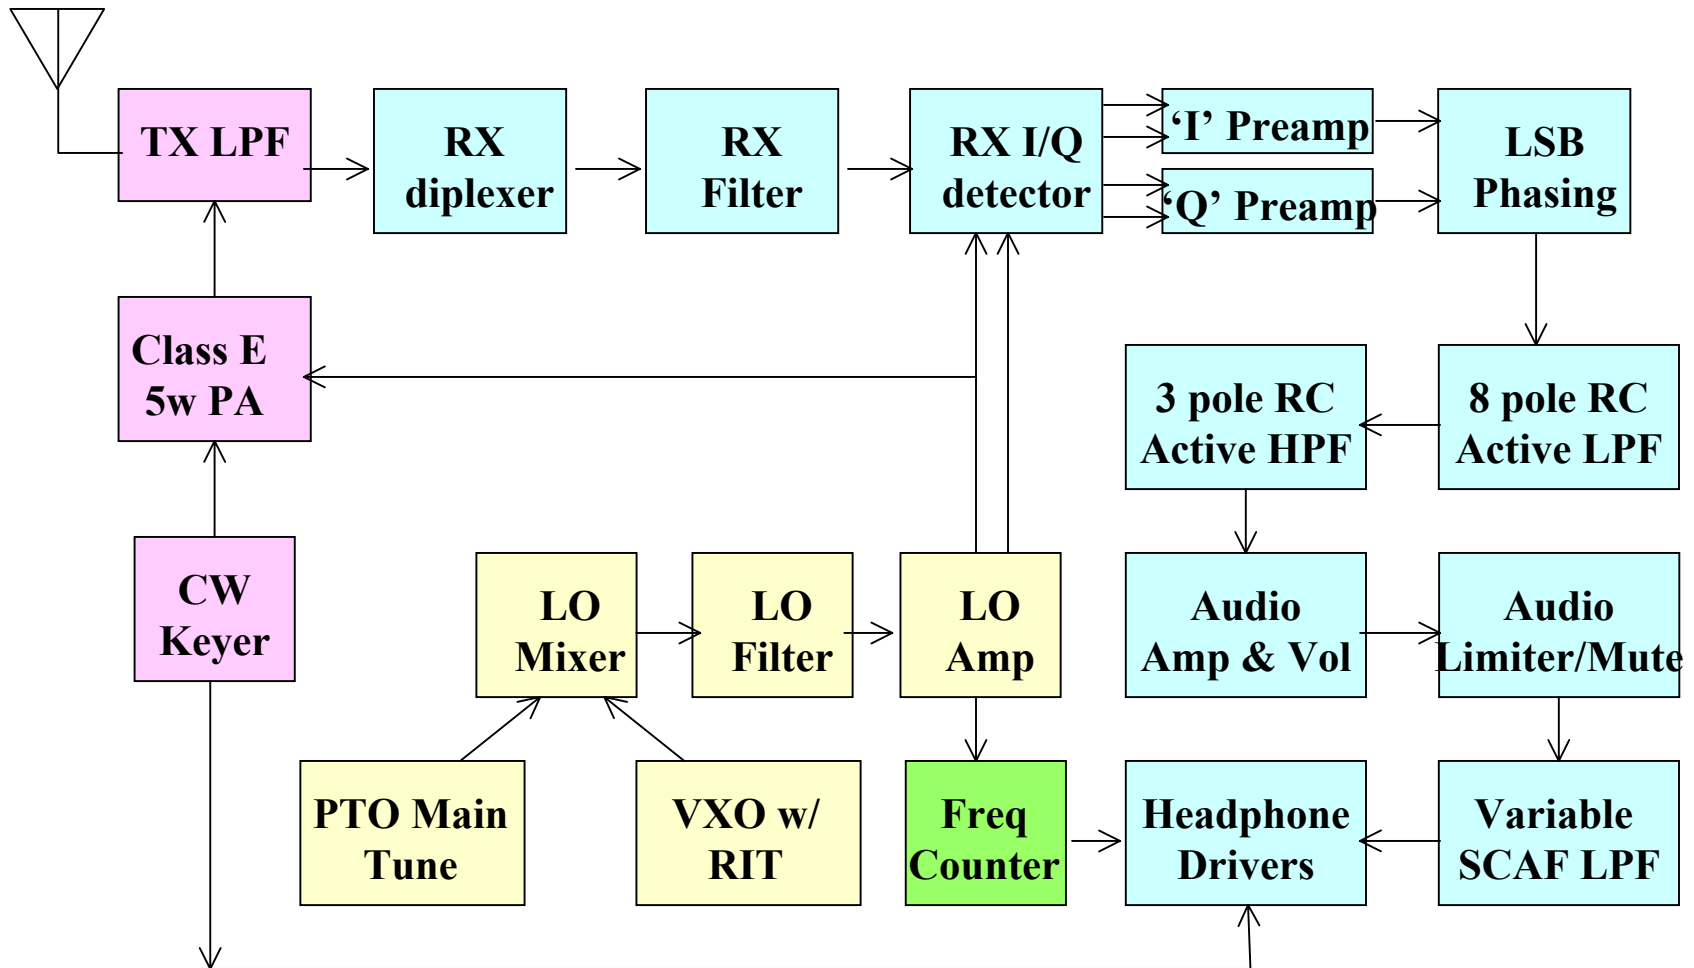 TX LPF
RX
diplexer
RX
Filter
RX I/Q
detector
‘I’ Preamp
‘Q’ Preamp
LSB
Phasing
Class E
5w PA
3 pole RC
Active HPF
8 pole RC
Active LPF
CW
Keyer
LO
Mixer
LO
Filter
LO
Amp
Audio
Amp & Vol
Audio
Limiter/Mute
PTO Main
Tune
VXO w/
RIT
Freq
Counter
Headphone
Drivers
Variable
SCAF LPF